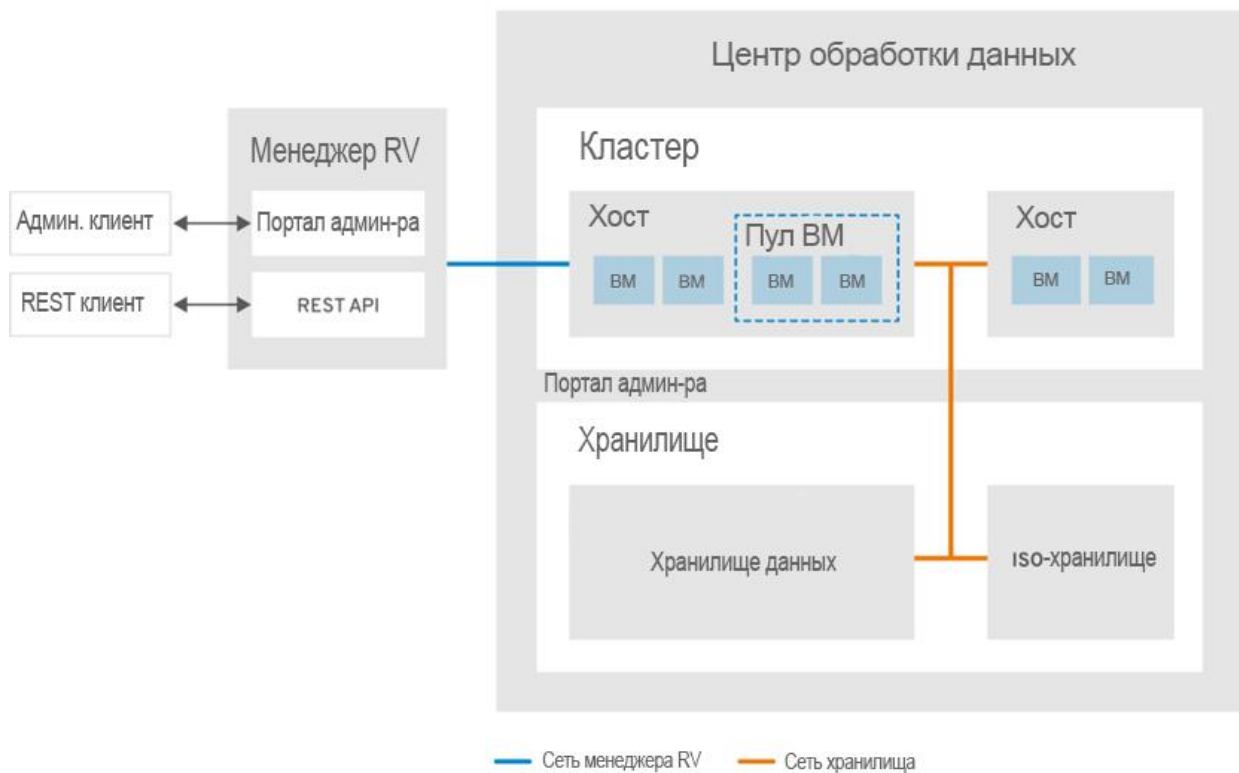 Центр обработки данных
Менеджер RV
Кластер
Админ. клиент
Портал админ-ра
Хост
Пул ВМ
Хост
REST клиент
REST API
ВМ
ВМ
ВМ
ВМ
ВМ
ВМ
Портал админ-ра
Хранилище
Хранилище данных
ISO-хранилище
Сеть менеджера RV
Сеть хранилища